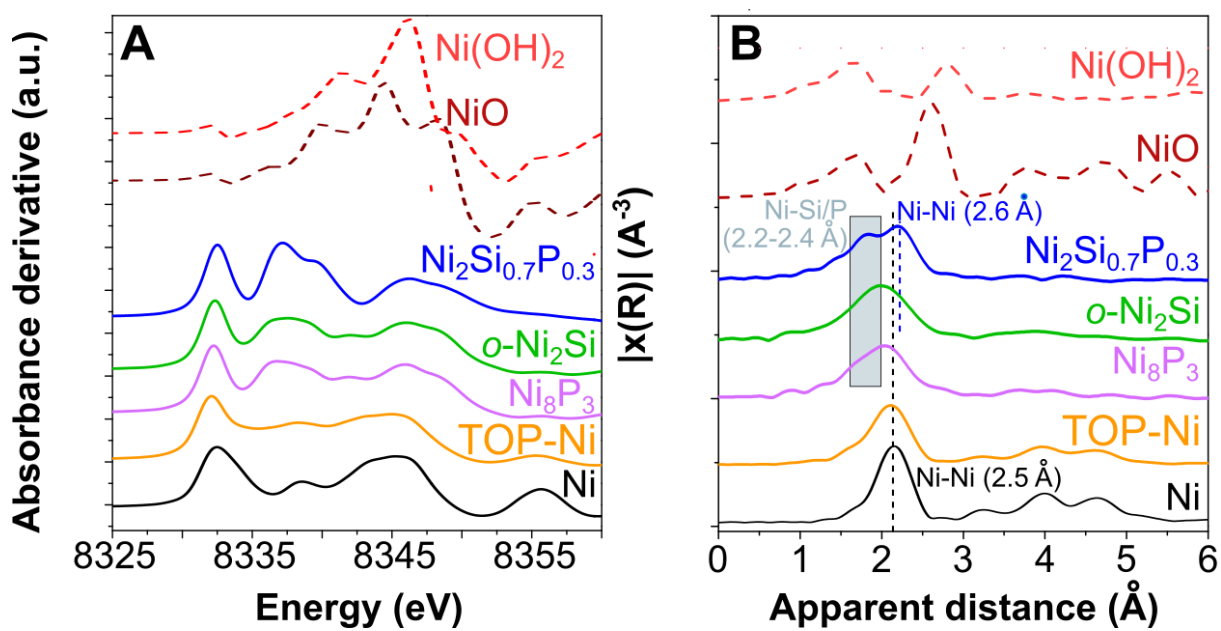 A
Absorbance derivative (a.u.)
Ni(OH)₂
NiO
Ni₂Si₀.₇P₀.₃
o-Ni₂Si
Ni₈P₃
TOP-Ni
Ni
8325 8335 8345 8355
Energy (eV)
B
|x(R)| (A⁻³)
Ni(OH)₂
NiO
Ni-Si/P
(2.2-2.4 Å)
Ni-Ni (2.6 Å)
Ni₂Si₀.₇P₀.₃
o-Ni₂Si
Ni₈P₃
TOP-Ni
Ni-Ni (2.5 Å)
Ni
0 1 2 3 4 5 6
Apparent distance (Å)